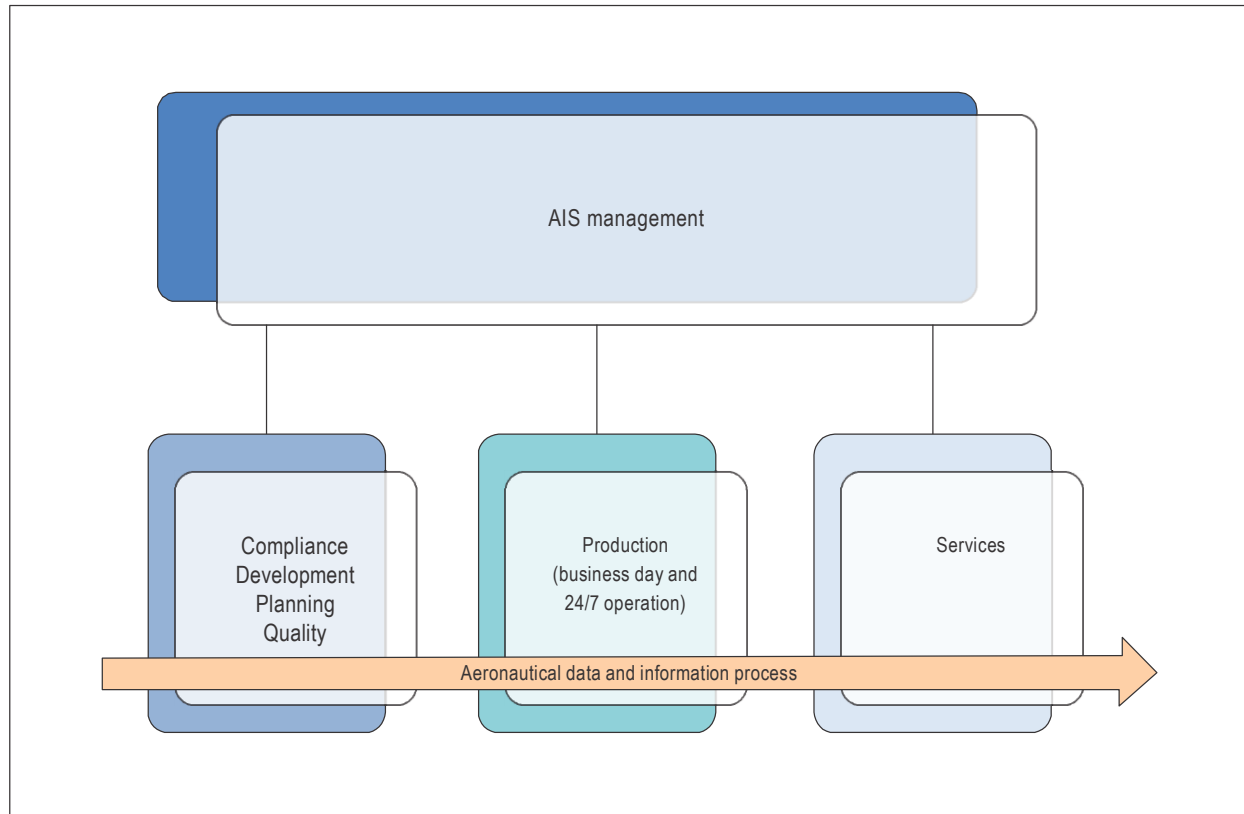 AIS management
Compliance
Development
Planning
Quality
Production
(business day and
24/7 operation)
Services
Aeronautical data and information process